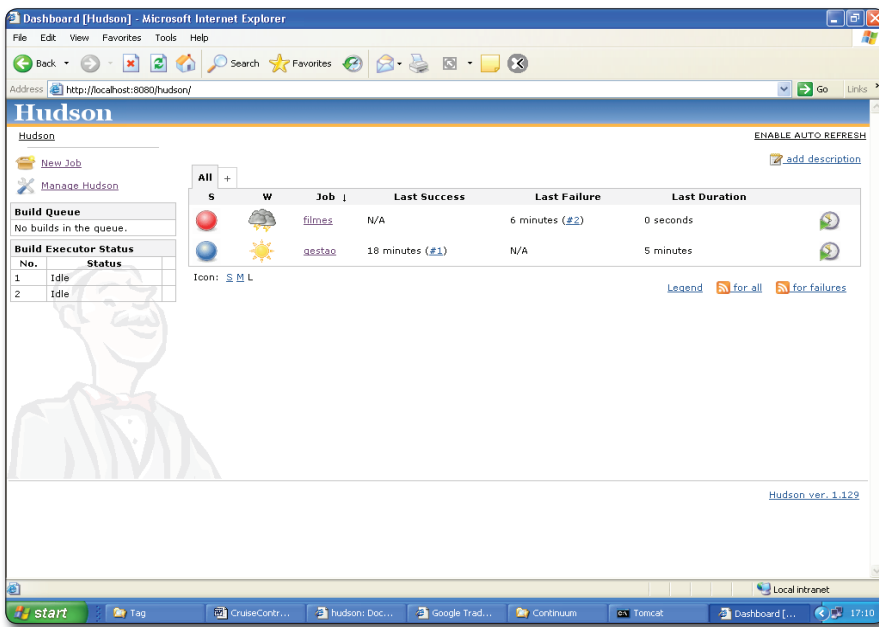 Dashboard [Hudson] - Microsoft Internet Explorer
File Edit View Favorites Tools Help
Back Search Favorites
Address http://localhost:8080/hudson/ Go Links »
Hudson
Hudson ENABLE AUTO REFRESH
New Job
Manage Hudson
Build Queue
No builds in the queue.
Build Executor Status
No. Status
1 Idle
2 Idle
add description
All +
S W Job ↓ Last Success Last Failure Last Duration
filmes N/A 6 minutes (#2) 0 seconds
gestao 18 minutes (#1) N/A 5 minutes
Icon: S M L
Legend for all for failures
Hudson ver. 1.129
Local intranet
start Tag CruiseContr... hudson: Doc... Google Trad... Continuum Tomcat Dashboard [... 17:10